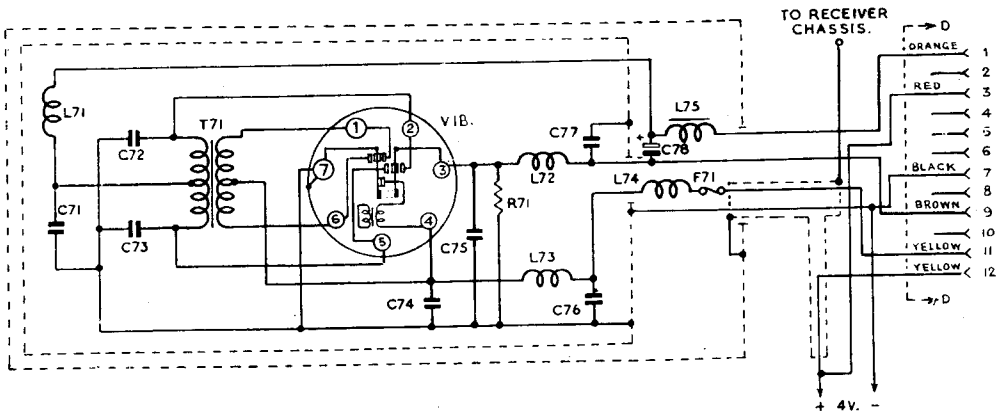 TO RECEIVER
CHASSIS.
D
ORANGE 1
2
RED 3
4
5
6
BLACK 7
8
BROWN 9
10
YELLOW 11
YELLOW 12
D
L71
C72
T71
C71
C73
1
2
VIB.
7
3
6
4
5
C77
C78
L75
L72
L74
F71
R71
C75
L73
C74
C76
+ 4V. -
+